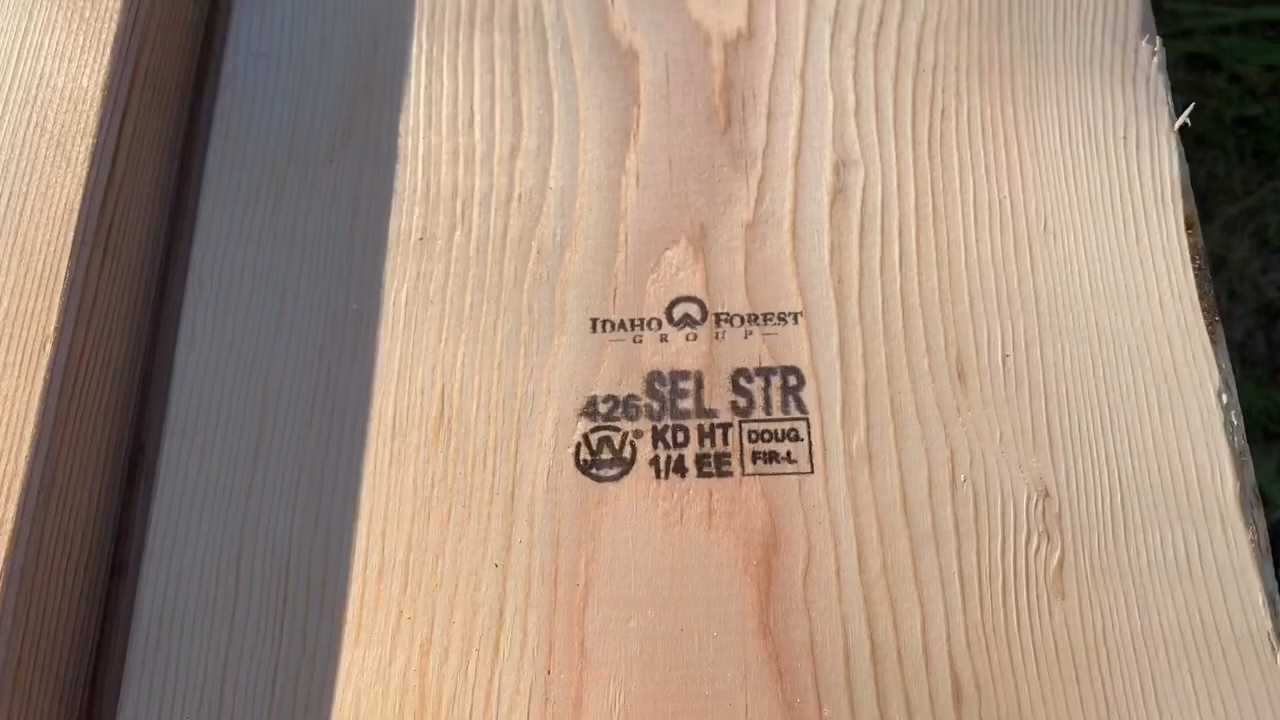 IDAHO FOREST
—GROUP—
426 SEL STR
W® KD HT DOUG.
1/4 EE FIR-L